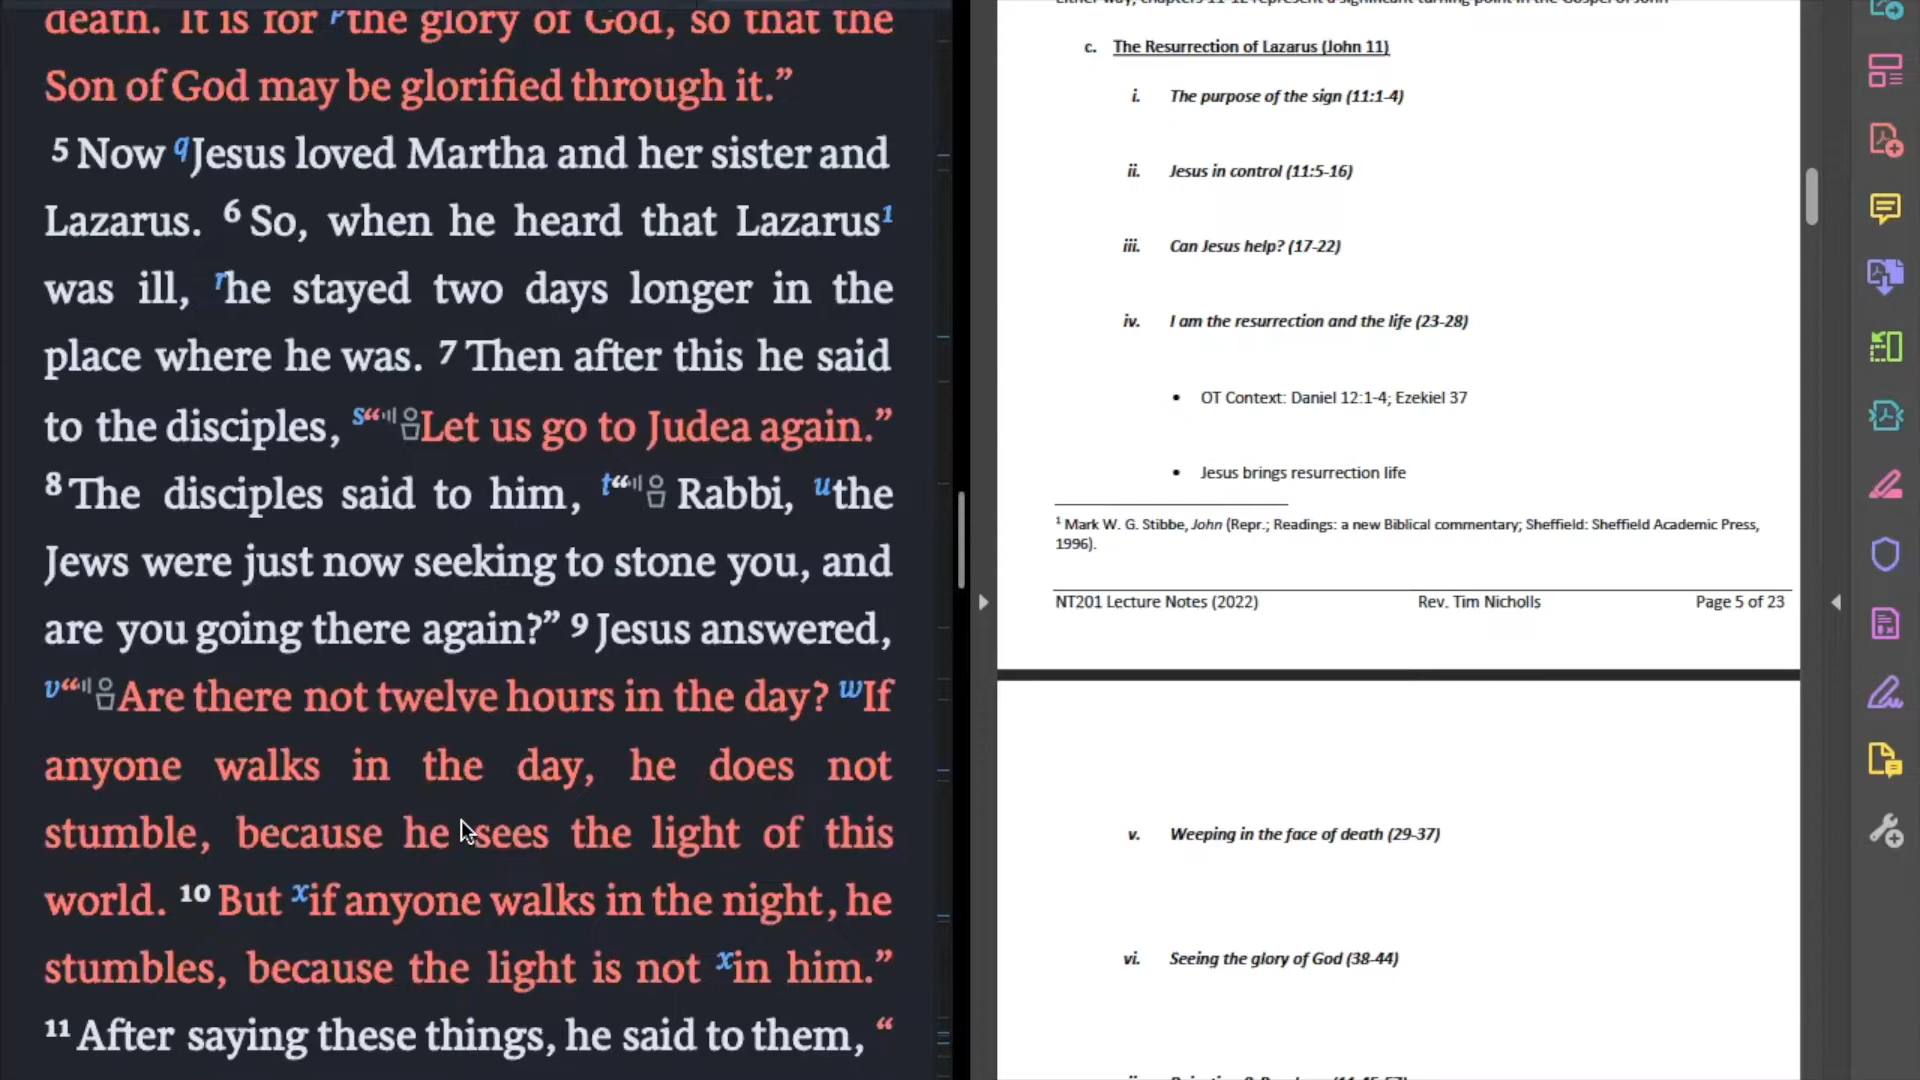 death. It is for pthe glory of God, so that the
Son of God may be glorified through it.”
5 Now qJesus loved Martha and her sister and
Lazarus. 6 So, when he heard that Lazarus1
was ill, rhe stayed two days longer in the
place where he was. 7 Then after this he said
to the disciples, s“Let us go to Judea again.”
8 The disciples said to him, t“ Rabbi, uthe
Jews were just now seeking to stone you, and
are you going there again?” 9 Jesus answered,
v“Are there not twelve hours in the day? wIf
anyone walks in the day, he does not
stumble, because he sees the light of this
world. 10 But xif anyone walks in the night, he
stumbles, because the light is not xin him.”
11 After saying these things, he said to them, “
c. The Resurrection of Lazarus (John 11)
i. The purpose of the sign (11:1-4)
ii. Jesus in control (11:5-16)
iii. Can Jesus help? (17-22)
iv. I am the resurrection and the life (23-28)
• OT Context: Daniel 12:1-4; Ezekiel 37
• Jesus brings resurrection life
1 Mark W. G. Stibbe, John (Repr.; Readings: a new Biblical commentary; Sheffield: Sheffield Academic Press,
1996).
NT201 Lecture Notes (2022) Rev. Tim Nicholls Page 5 of 23
v. Weeping in the face of death (29-37)
vi. Seeing the glory of God (38-44)